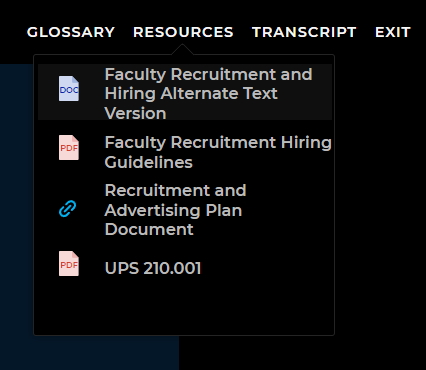 GLOSSARY RESOURCES TRANSCRIPT EXIT
DOC
Faculty Recruitment and
Hiring Alternate Text
Version
PDF
Faculty Recruitment Hiring
Guidelines
Recruitment and
Advertising Plan
Document
PDF
UPS 210.001